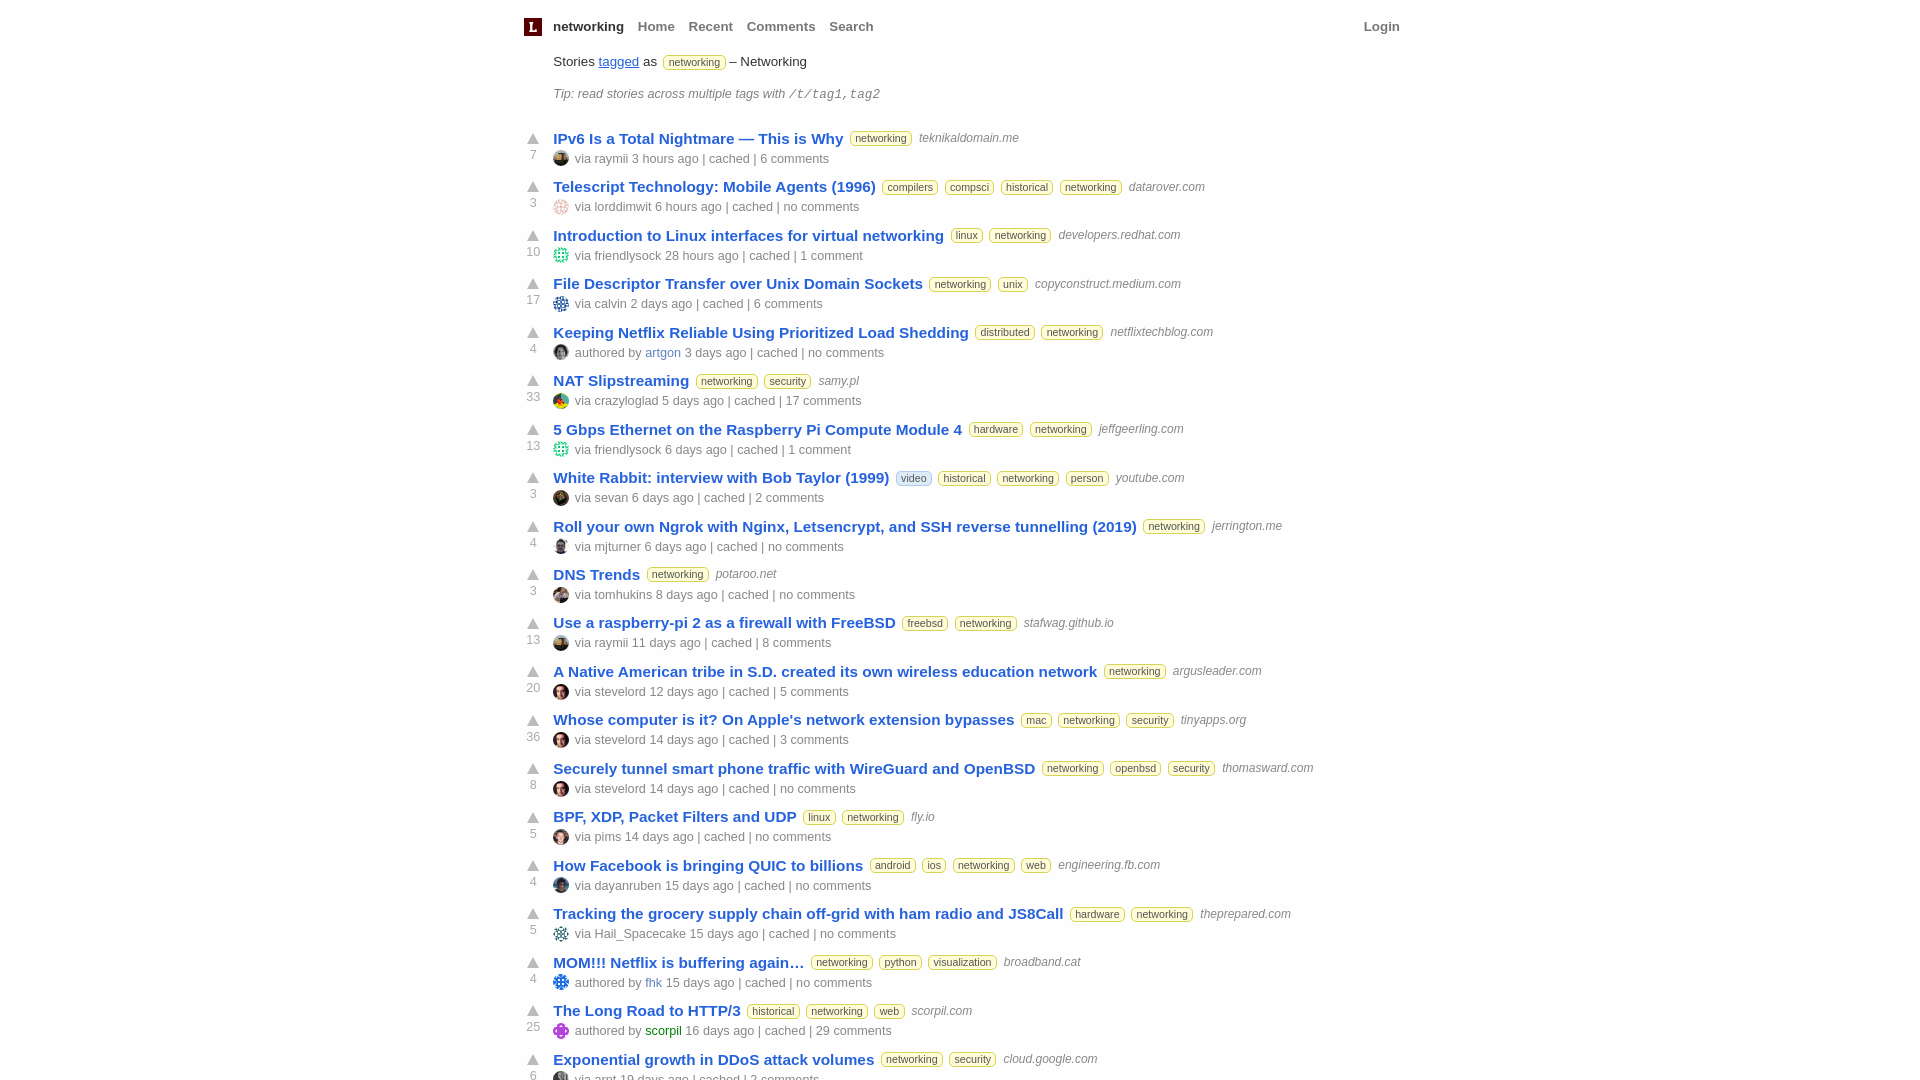 L networking Home Recent Comments Search Login
Stories tagged as networking – Networking
Tip: read stories across multiple tags with /t/tag1,tag2
IPv6 Is a Total Nightmare — This is Why networking teknikaldomain.me
7 via raymii 3 hours ago | cached | 6 comments
Telescript Technology: Mobile Agents (1996) compilers compsci historical networking datarover.com
3 via lorddimwit 6 hours ago | cached | no comments
Introduction to Linux interfaces for virtual networking linux networking developers.redhat.com
10 via friendlysock 28 hours ago | cached | 1 comment
File Descriptor Transfer over Unix Domain Sockets networking unix copyconstruct.medium.com
17 via calvin 2 days ago | cached | 6 comments
Keeping Netflix Reliable Using Prioritized Load Shedding distributed networking netflixtechblog.com
4 authored by artgon 3 days ago | cached | no comments
NAT Slipstreaming networking security samy.pl
33 via crazyloglad 5 days ago | cached | 17 comments
5 Gbps Ethernet on the Raspberry Pi Compute Module 4 hardware networking jeffgeerling.com
13 via friendlysock 6 days ago | cached | 1 comment
White Rabbit: interview with Bob Taylor (1999) video historical networking person youtube.com
3 via sevan 6 days ago | cached | 2 comments
Roll your own Ngrok with Nginx, Letsencrypt, and SSH reverse tunnelling (2019) networking jerrington.me
4 via mjturner 6 days ago | cached | no comments
DNS Trends networking potaroo.net
3 via tomhukins 8 days ago | cached | no comments
Use a raspberry-pi 2 as a firewall with FreeBSD freebsd networking stafwag.github.io
13 via raymii 11 days ago | cached | 8 comments
A Native American tribe in S.D. created its own wireless education network networking argusleader.com
20 via stevelord 12 days ago | cached | 5 comments
Whose computer is it? On Apple's network extension bypasses mac networking security tinyapps.org
36 via stevelord 14 days ago | cached | 3 comments
Securely tunnel smart phone traffic with WireGuard and OpenBSD networking openbsd security thomasward.com
8 via stevelord 14 days ago | cached | no comments
BPF, XDP, Packet Filters and UDP linux networking fly.io
5 via pims 14 days ago | cached | no comments
How Facebook is bringing QUIC to billions android ios networking web engineering.fb.com
4 via dayanruben 15 days ago | cached | no comments
Tracking the grocery supply chain off-grid with ham radio and JS8Call hardware networking theprepared.com
5 via Hail_Spacecake 15 days ago | cached | no comments
MOM!!! Netflix is buffering again… networking python visualization broadband.cat
4 authored by fhk 15 days ago | cached | no comments
The Long Road to HTTP/3 historical networking web scorpil.com
25 authored by scorpil 16 days ago | cached | 29 comments
Exponential growth in DDoS attack volumes networking security cloud.google.com
6 via arnt 19 days ago | cached | 2 comments